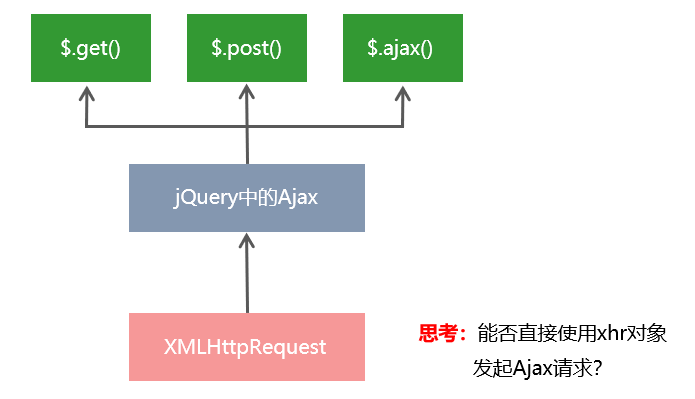 $.get()
$.post()
$.ajax()
jQuery中的Ajax
XMLHttpRequest
思考：能否直接使用xhr对象
发起Ajax请求？